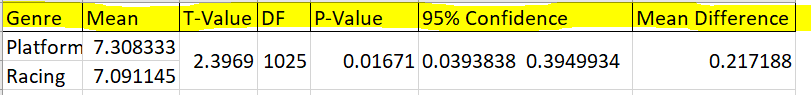 Genre Mean T-Value DF P-Value 95% Confidence Mean Difference
Platform 7.308333
2.3969 1025 0.01671 0.0393838 0.3949934 0.217188
Racing 7.091145